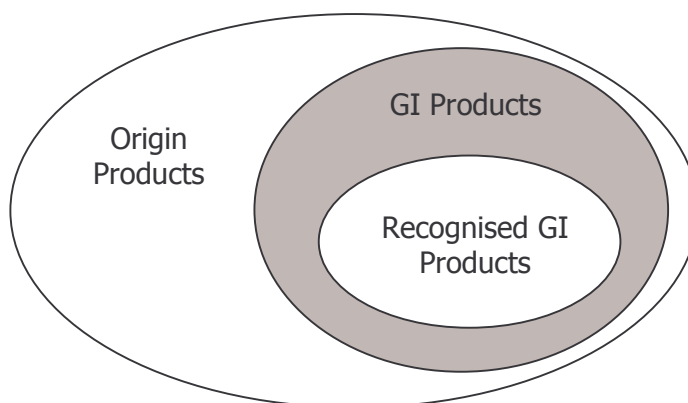 GI Products
Origin
Products
Recognised GI
Products